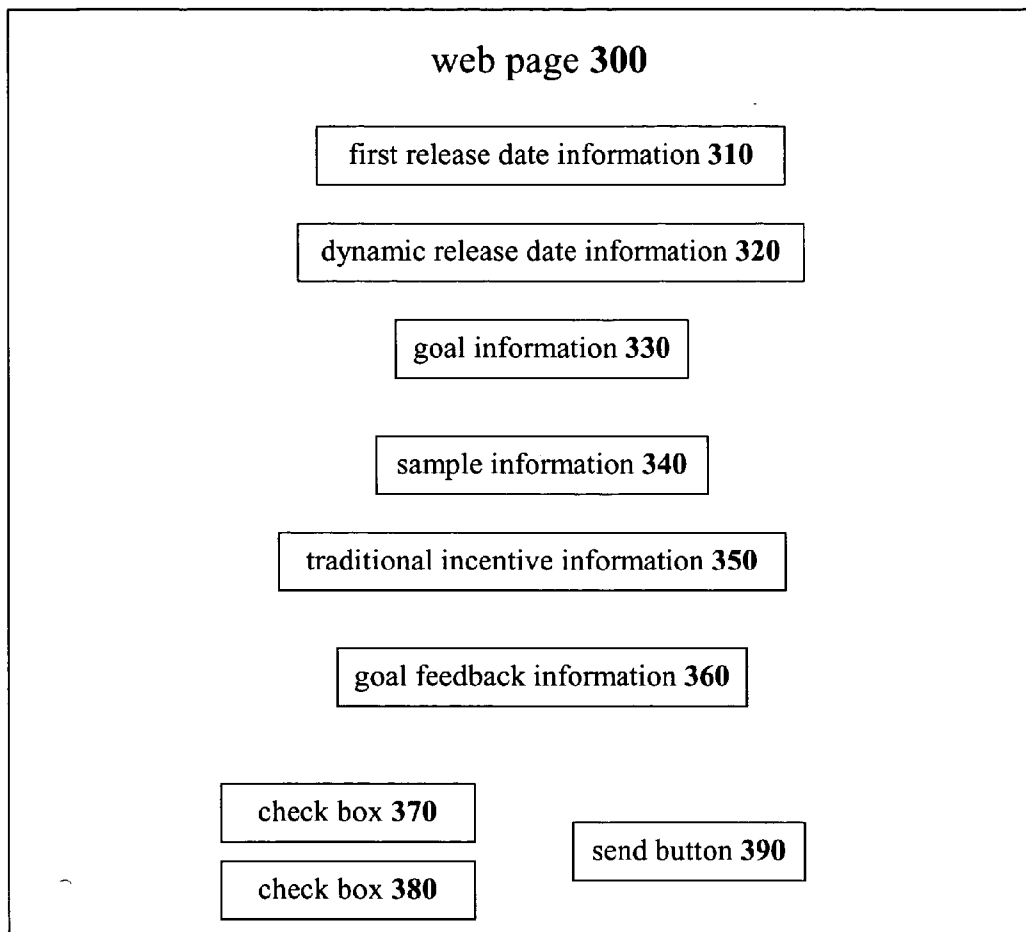 web page 300
first release date information 310
dynamic release date information 320
goal information 330
sample information 340
traditional incentive information 350
goal feedback information 360
check box 370
send button 390
check box 380